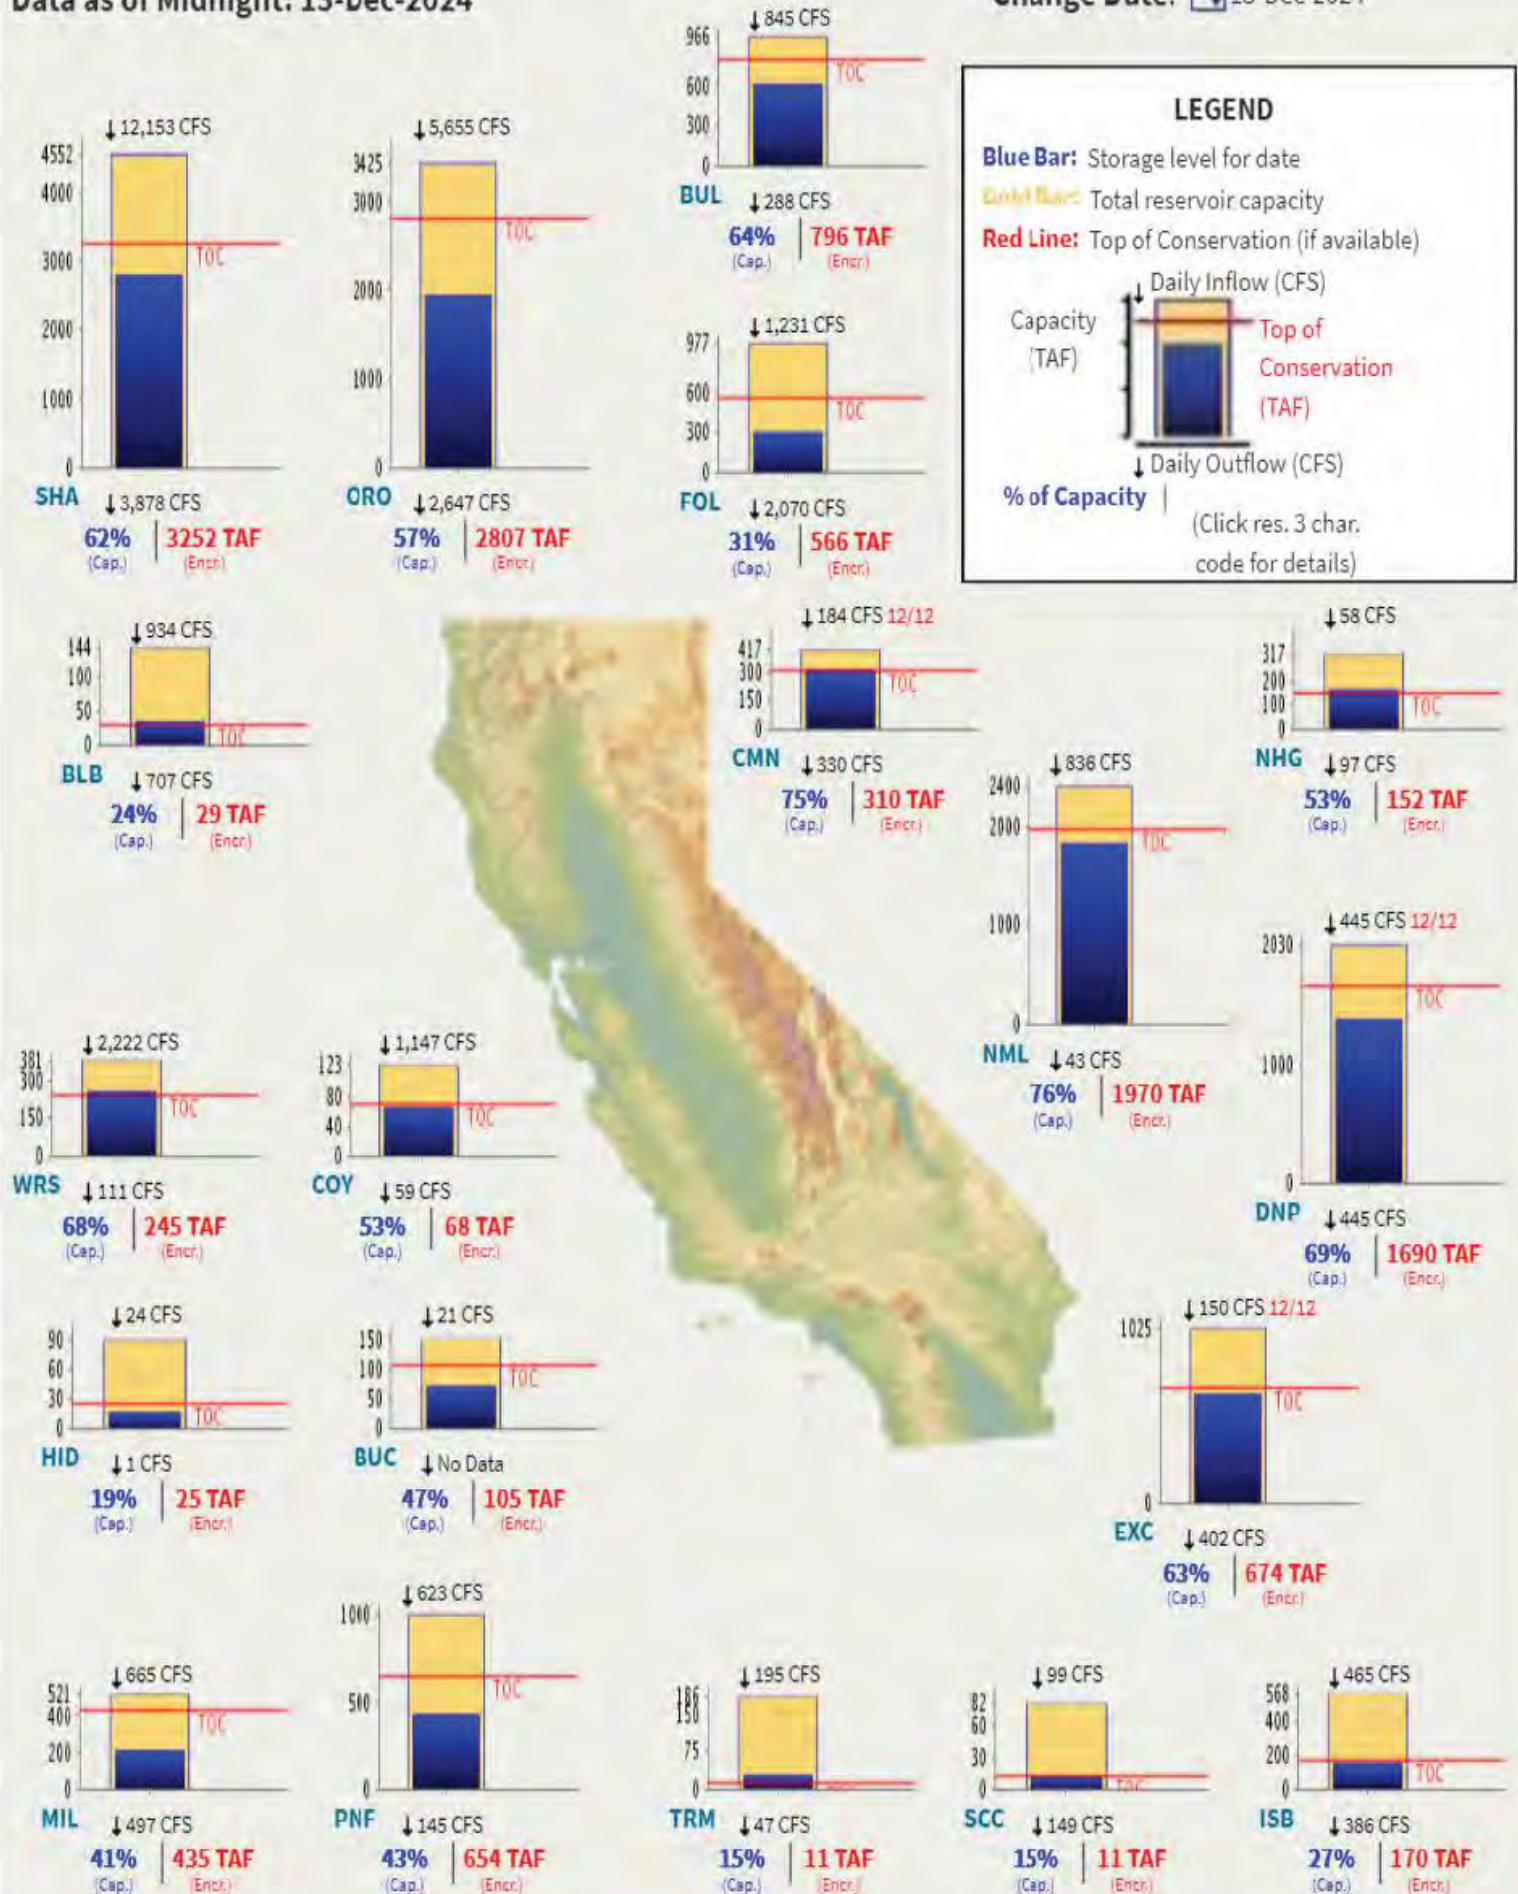 Data as of Midnight: 13-Dec-2024
Change Date: 13-Dec-2024
↓845 CFS
966
600
300
0
TOC
BUL
↓288 CFS
64% | 796 TAF
(Cap.) (Encr.)
LEGEND
Blue Bar: Storage level for date
Gold Bar: Total reservoir capacity
Red Line: Top of Conservation (if available)
↓ Daily Inflow (CFS)
Capacity
(TAF)
Top of
Conservation
(TAF)
↓ Daily Outflow (CFS)
% of Capacity |
(Click res. 3 char.
code for details)
↓12,153 CFS
4552
4000
3000
2000
1000
0
TOC
SHA
↓3,878 CFS
62% | 3252 TAF
(Cap.) (Encr.)
↓5,655 CFS
3425
3000
2000
1000
0
TOC
ORO
↓2,647 CFS
57% | 2807 TAF
(Cap.) (Encr.)
↓1,231 CFS
977
600
300
0
TOC
FOL
↓2,070 CFS
31% | 566 TAF
(Cap.) (Encr.)
↓934 CFS
144
100
50
0
TOC
BLB
↓707 CFS
24% | 29 TAF
(Cap.) (Encr.)
↓184 CFS 12/12
417
300
150
0
TOC
CMN
↓330 CFS
75% | 310 TAF
(Cap.) (Encr.)
↓58 CFS
317
200
100
0
TOC
NHG
↓97 CFS
53% | 152 TAF
(Cap.) (Encr.)
↓836 CFS
2400
2000
1000
0
TOC
NML
↓43 CFS
76% | 1970 TAF
(Cap.) (Encr.)
↓445 CFS 12/12
2030
1000
0
TOC
DNP
↓445 CFS
69% | 1690 TAF
(Cap.) (Encr.)
↓2,222 CFS
381
300
150
0
TOC
WRS
↓111 CFS
68% | 245 TAF
(Cap.) (Encr.)
↓1,147 CFS
123
80
40
0
TOC
COY
↓59 CFS
53% | 68 TAF
(Cap.) (Encr.)
↓24 CFS
90
60
30
0
TOC
HID
↓1 CFS
19% | 25 TAF
(Cap.) (Encr.)
↓21 CFS
150
100
50
0
TOC
BUC
↓No Data
47% | 105 TAF
(Cap.) (Encr.)
↓150 CFS 12/12
1025
0
TOC
EXC
↓402 CFS
63% | 674 TAF
(Cap.) (Encr.)
↓665 CFS
521
400
200
0
TOC
MIL
↓497 CFS
41% | 435 TAF
(Cap.) (Encr.)
↓623 CFS
1000
500
0
TOC
PNF
↓145 CFS
43% | 654 TAF
(Cap.) (Encr.)
↓195 CFS
186
150
75
0
TRM
↓47 CFS
15% | 11 TAF
(Cap.) (Encr.)
↓99 CFS
82
60
30
0
TOC
SCC
↓149 CFS
15% | 11 TAF
(Cap.) (Encr.)
↓465 CFS
568
400
200
0
TOC
ISB
↓386 CFS
27% | 170 TAF
(Cap.) (Encr.)